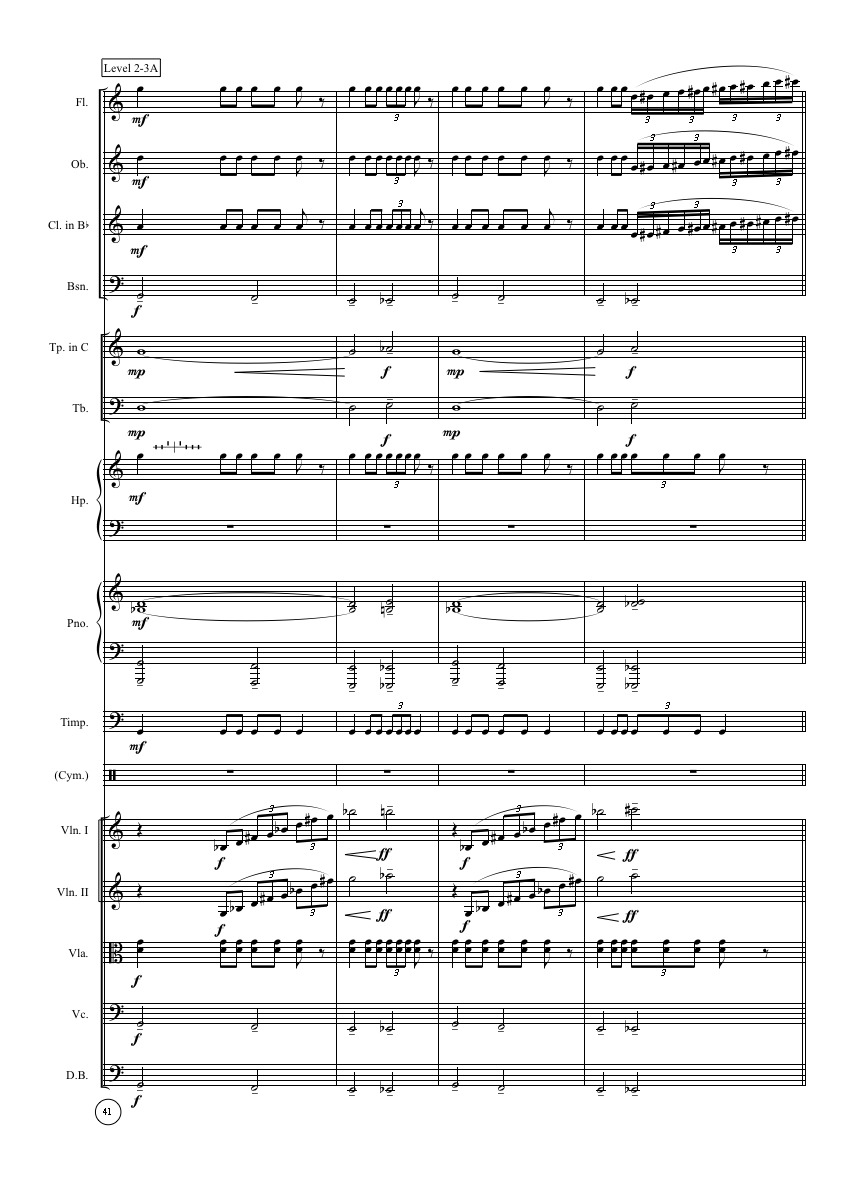 Level 2-3A
Fl.
mf
3
3
3
Ob.
mf
3
3
3
3
3
Cl. in B♭
mf
3
3
3
3
3
Bsn.
f
Tp. in C
mp
f
mp
f
Tb.
mp
f
mp
f
Hp.
mf
3
3
Pno.
mf
Timp.
mf
3
3
(Cym.)
Vln. I
f
3
3
ff
f
3
3
ff
Vln. II
f
3
3
ff
f
3
3
ff
Vla.
f
3
3
Vc.
f
D.B.
f
41